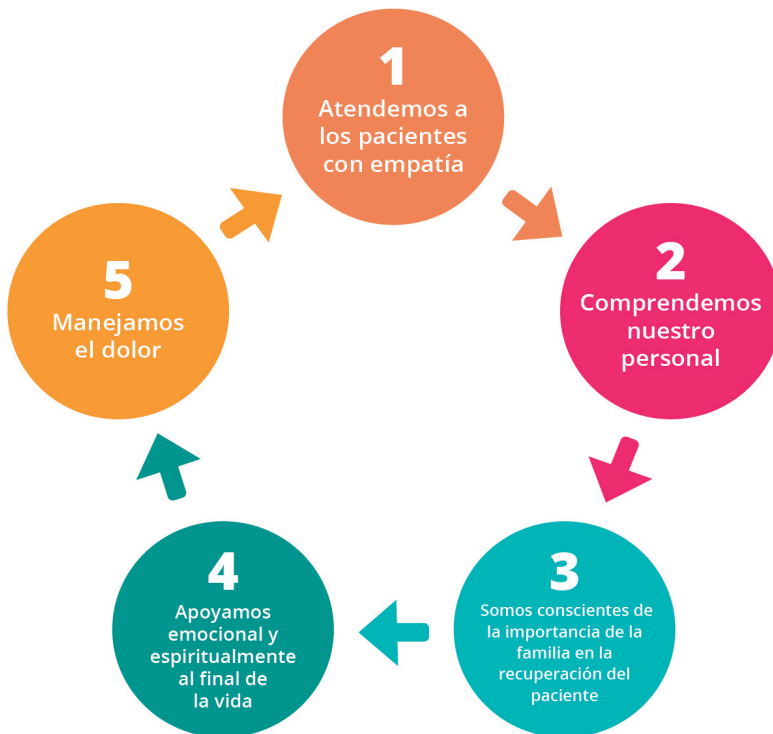 1
Atendemos a
los pacientes
con empatía
2
Comprendemos
nuestro
personal
3
Somos conscientes de
la importancia de la
familia en la
recuperación del
paciente
4
Apoyamos
emocional y
espiritualmente
al final de
la vida
5
Manejamos
el dolor